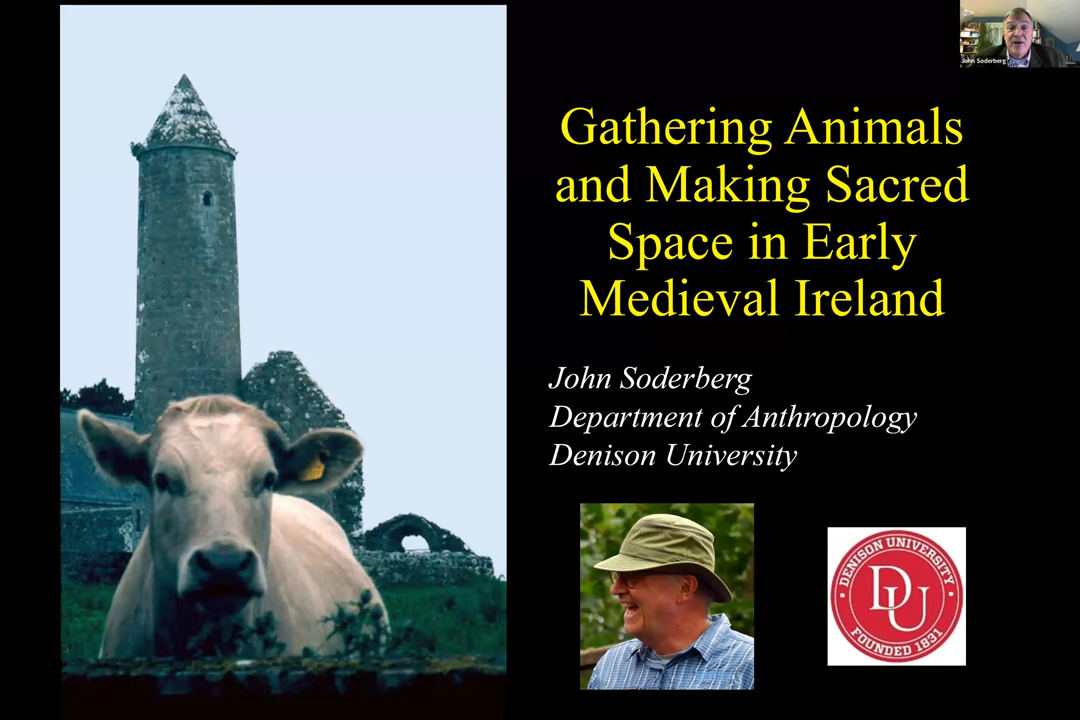 John Soderberg
Gathering Animals
and Making Sacred
Space in Early
Medieval Ireland
John Soderberg
Department of Anthropology
Denison University
DENISON UNIVERSITY
DU
FOUNDED 1831